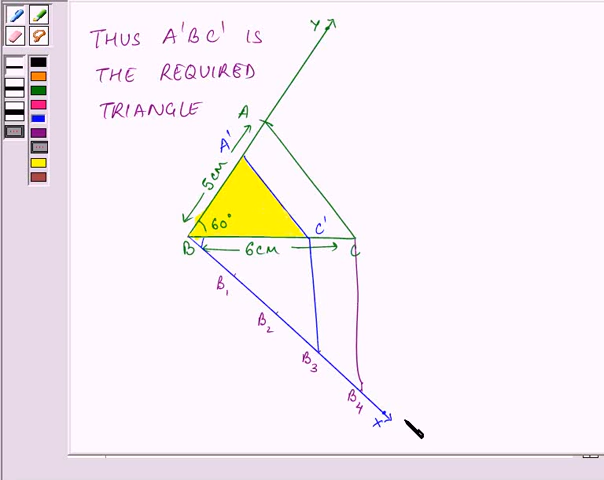 THUS A'BC' IS
THE REQUIRED
TRIANGLE
Y
A
A'
5CM
60°
C'
B
6CM
C
B1
B2
B3
B4
X